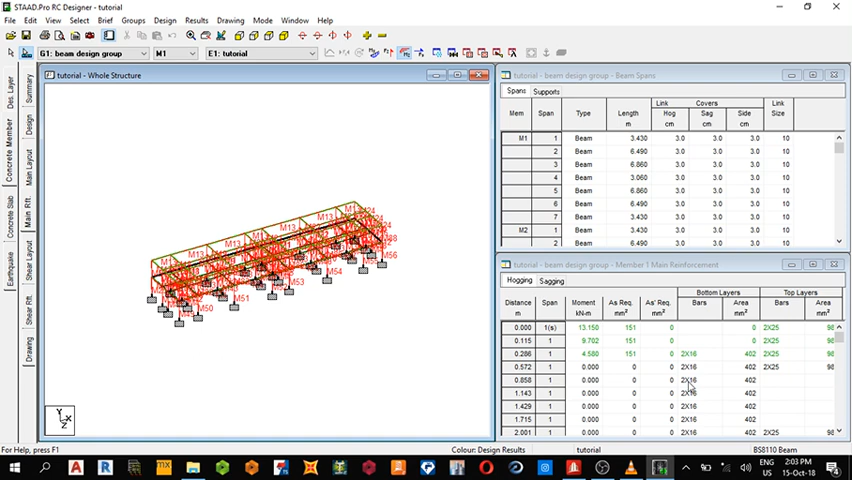 STAAD.Pro RC Designer - tutorial
File View Select Brief Groups Design Results Drawing Mode Window Help
G1: beam design group M1 E1: tutorial
Des. Layer
Concrete Member
Concrete Slab
Earthquake
Summary
Design
Main Layout
Main Rft.
Shear Layout
Shear Rft.
Drawing
tutorial - Whole Structure
M13 M13 M13
M54
M53
M51
M50
M56
Y
X
Z
tutorial - beam design group - Beam Spans
Spans Supports
Link Covers Link
Mem Span Type Length Hog Sag Side Size
m cm cm cm
M1 1 Beam 3.430 3.0 3.0 3.0 10
2 Beam 6.490 3.0 3.0 3.0 10
3 Beam 6.860 3.0 3.0 3.0 10
4 Beam 3.060 3.0 3.0 3.0 10
5 Beam 6.860 3.0 3.0 3.0 10
6 Beam 6.490 3.0 3.0 3.0 10
7 Beam 3.430 3.0 3.0 3.0 10
M2 1 Beam 3.430 3.0 3.0 3.0 10
2 Beam 6.490 3.0 3.0 3.0 10
tutorial - beam design group - Member 1 Main Reinforcement
Hogging Sagging
Bottom Layers Top Layers
Distance Span Moment As Req. As' Req. Bars Area Bars Area
m kN-m mm² mm² mm² mm²
0.000 1(s) 13.150 151 0 0 2X25 98
0.115 1 9.702 151 0 0 2X25 98
0.286 1 4.580 151 0 2X16 402 2X25 98
0.572 1 0.000 0 0 2X16 402 2X25 98
0.858 1 0.000 0 0 2X16 402
1.143 1 0.000 0 0 2X16 402
1.429 1 0.000 0 0 2X16 402
1.715 1 0.000 0 0 2X16 402
2.001 1 0.000 0 0 2X16 402 2X25 98
For Help, press F1 Colour: Design Results tutorial BS8110 Beam
ENG
US
2:03 PM
15-Oct-18